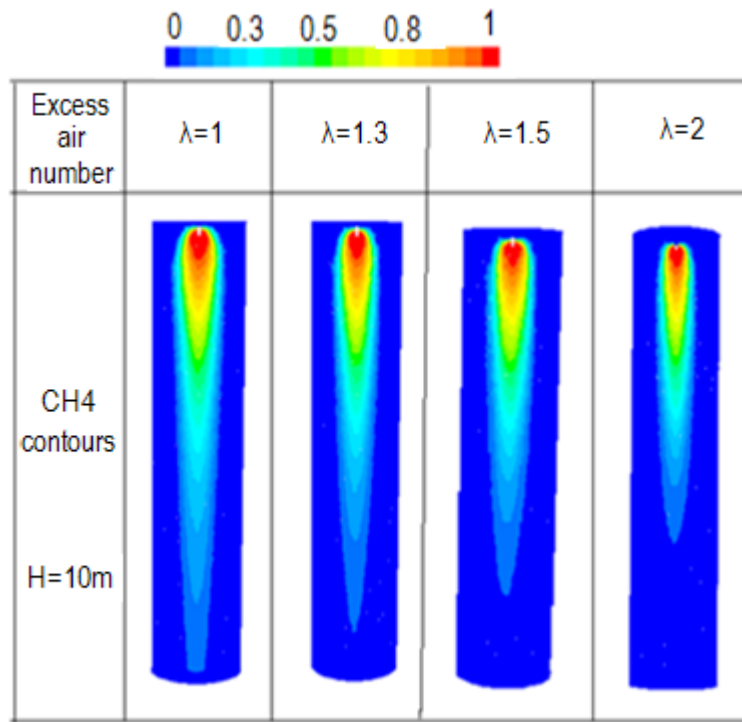 0 0.3 0.5 0.8 1
Excess
air
number
λ=1
λ=1.3
λ=1.5
λ=2
CH4
contours
H=10m